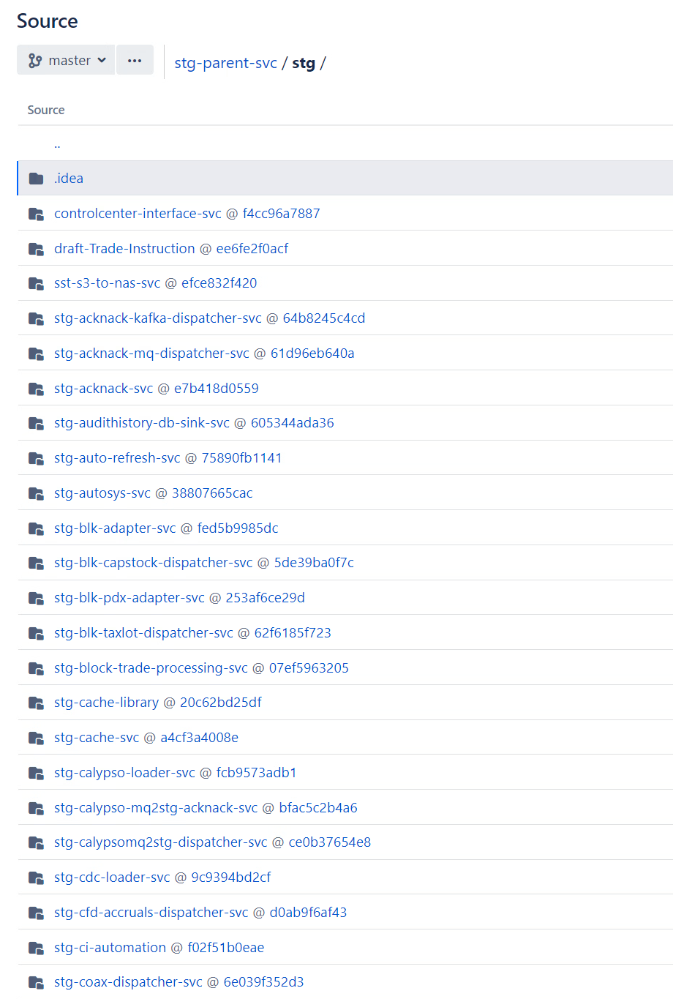 Source
master ··· stg-parent-svc / stg /
Source
..
.idea
controlcenter-interface-svc @ f4cc96a7887
draft-Trade-Instruction @ ee6fe2f0acf
sst-s3-to-nas-svc @ efce832f420
stg-acknack-kafka-dispatcher-svc @ 64b8245c4cd
stg-acknack-mq-dispatcher-svc @ 61d96eb640a
stg-acknack-svc @ e7b418d0559
stg-audithistory-db-sink-svc @ 605344ada36
stg-auto-refresh-svc @ 75890fb1141
stg-autosys-svc @ 38807665cac
stg-blk-adapter-svc @ fed5b9985dc
stg-blk-capstock-dispatcher-svc @ 5de39ba0f7c
stg-blk-pdx-adapter-svc @ 253af6ce29d
stg-blk-taxlot-dispatcher-svc @ 62f6185f723
stg-block-trade-processing-svc @ 07ef5963205
stg-cache-library @ 20c62bd25df
stg-cache-svc @ a4cf3a4008e
stg-calypso-loader-svc @ fcb9573adb1
stg-calypso-mq2stg-acknack-svc @ bfac5c2b4a6
stg-calypsomq2stg-dispatcher-svc @ ce0b37654e8
stg-cdc-loader-svc @ 9c9394bd2cf
stg-cfd-accruals-dispatcher-svc @ d0ab9f6af43
stg-ci-automation @ f02f51b0eae
stg-coax-dispatcher-svc @ 6e039f352d3